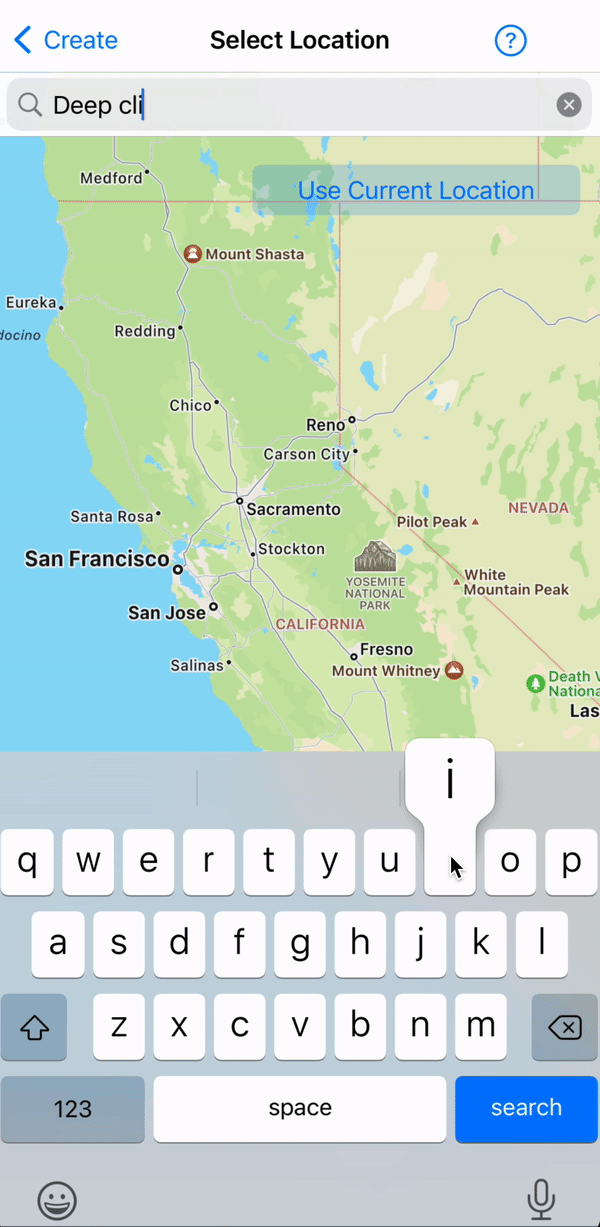 Create
Select Location
?
Deep cli
Medford
Use Current Location
Mount Shasta
Eureka
docino
Redding
Chico
Reno
Carson City
Sacramento
Santa Rosa
NEVADA
Pilot Peak
San Francisco
Stockton
White
Mountain Peak
YOSEMITE
NATIONAL
PARK
San Jose
CALIFORNIA
Fresno
Salinas
Mount Whitney
Death V
Nationa
Las
i
q w e r t y u o p
a s d f g h j k l
z x c v b n m
123 space search